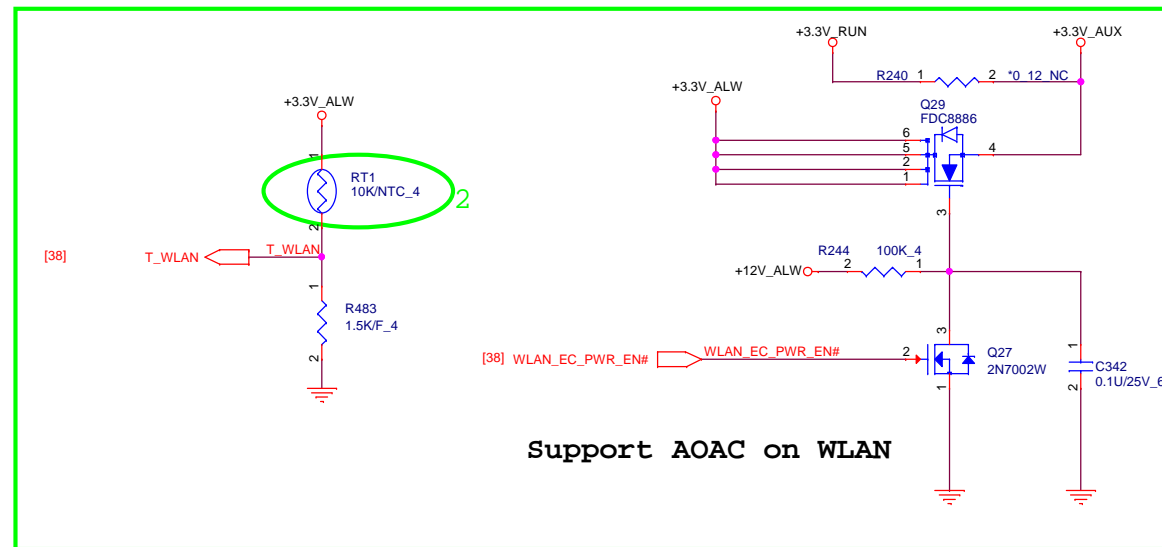 +3.3V_RUN
+3.3V_AUX
R240 1 2 *0_12_NC
+3.3V_ALW
+3.3V_ALW
Q29
FDC8886
6
5
2
1
4
3
1
RT1
10K/NTC_4
2
2
[38] T_WLAN T_WLAN
R244 100K_4
+12V_ALW 2 1
1
R483
1.5K/F_4
2
3
[38] WLAN_EC_PWR_EN# WLAN_EC_PWR_EN# 2
Q27
2N7002W
1
1
C342
0.1U/25V_6
2
Support AOAC on WLAN